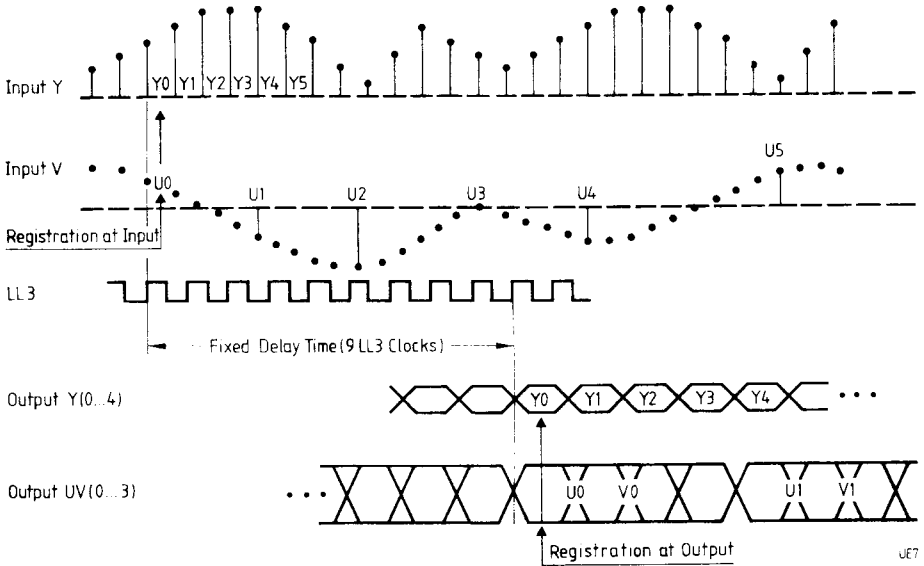 Input Y
Y0 Y1 Y2 Y3 Y4 Y5
Input V
U0 U1 U2 U3 U4 U5
Registration at Input
LL3
Fixed Delay Time (9 LL3 Clocks)
Output Y(0...4)
Y0 Y1 Y2 Y3 Y4 ...
Output UV(0...3)
... U0 V0 U1 V1
Registration at Output
UE7